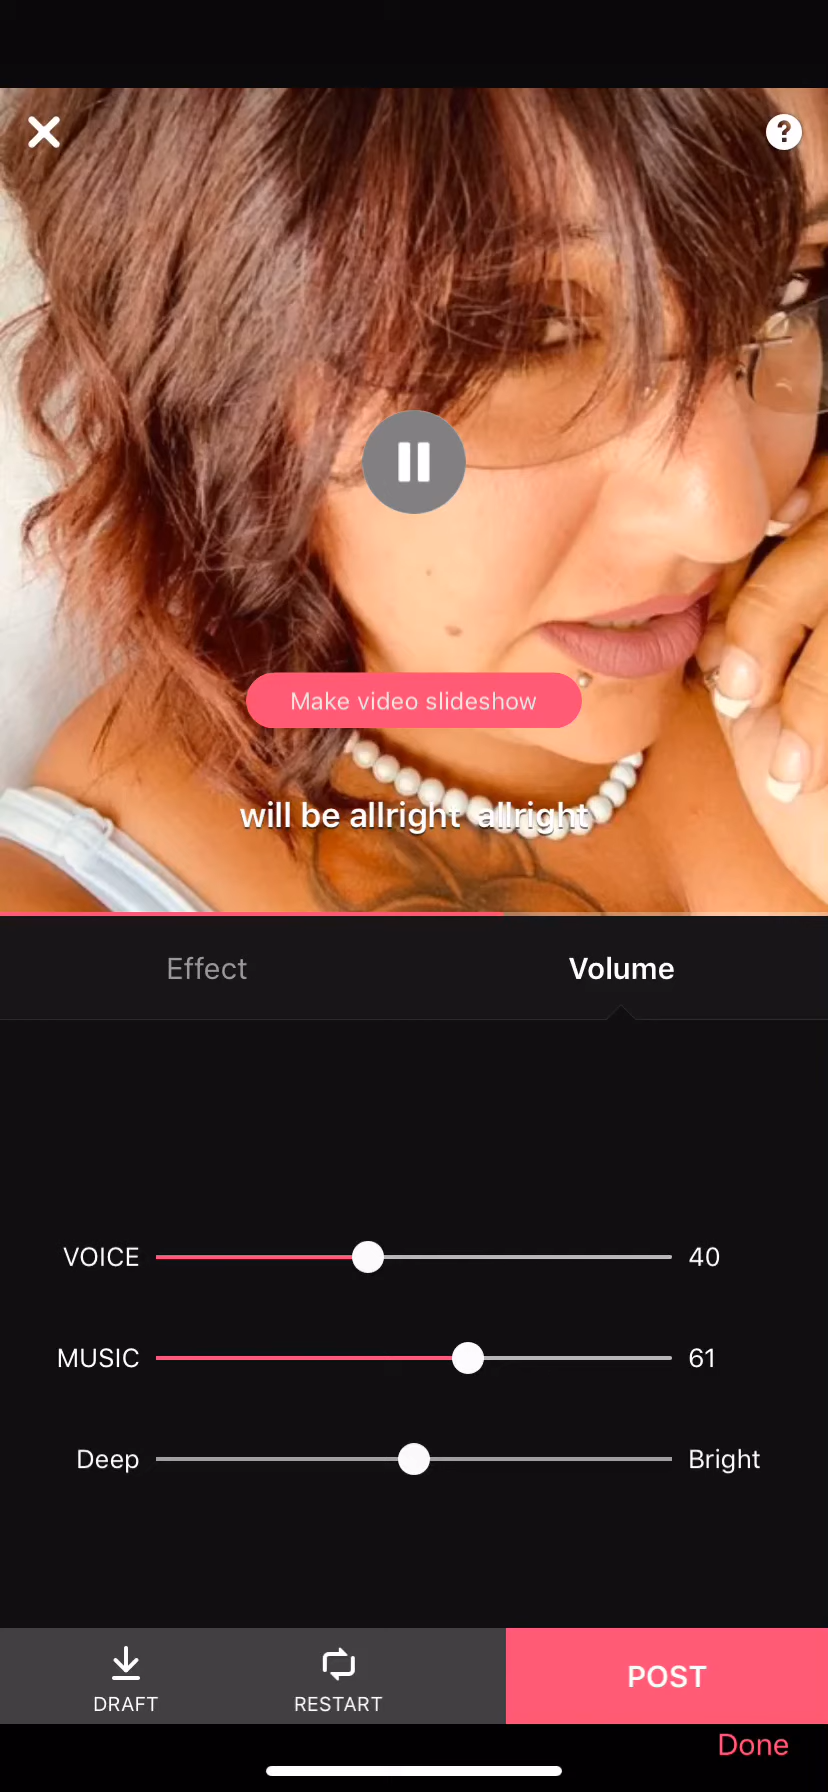 ?
Make video slideshow
will be allright allright
Effect Volume
VOICE 40
MUSIC 61
Deep Bright
DRAFT RESTART POST
Done